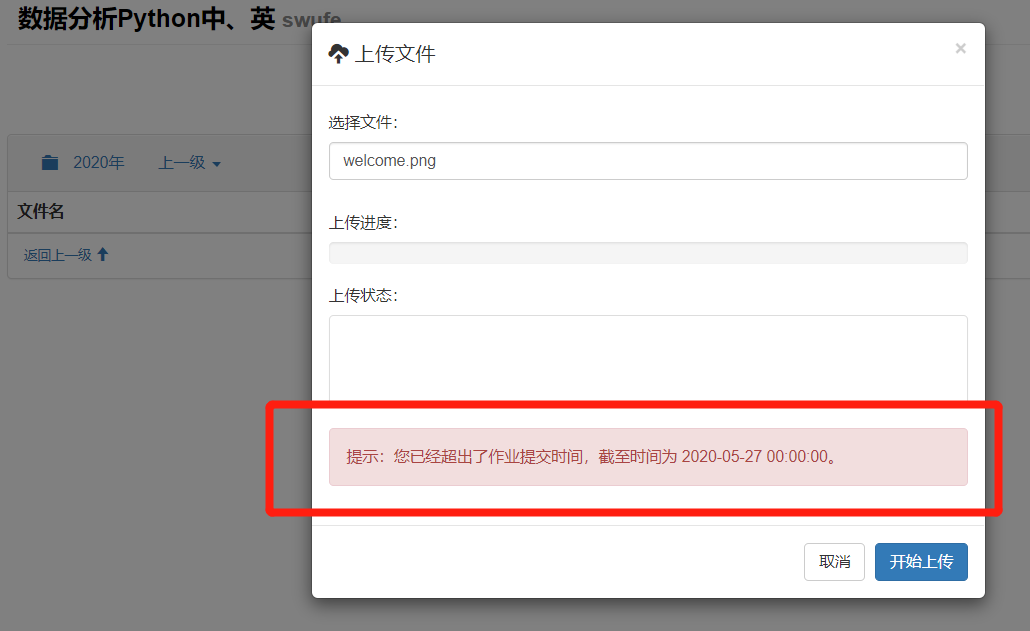 数据分析Python中、英 swufe
上传文件
×
选择文件：
welcome.png
2020年 上一级
上传进度：
文件名
返回上一级
上传状态：
提示：您已经超出了作业提交时间，截至时间为 2020-05-27 00:00:00。
取消 开始上传